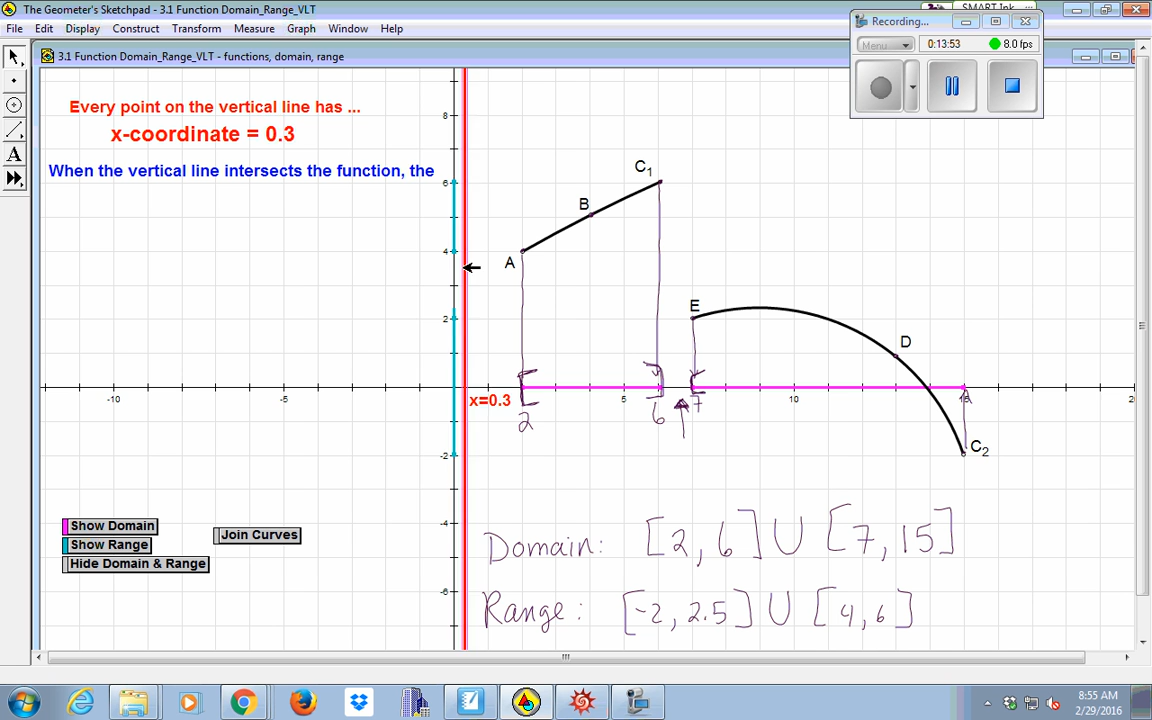 The Geometer's Sketchpad - 3.1 Function Domain_Range_VLT
SMART Ink
File Edit Display Construct Transform Measure Graph Window Help
Recording...
Menu 0:13:53 8.0 fps
3.1 Function Domain_Range_VLT - functions, domain, range
Every point on the vertical line has ...
x-coordinate = 0.3
When the vertical line intersects the function, the
8
6
4
2
-2
-4
-6
-10 -5 5 10 15
C1
B
A
E
D
C2
x=0.3
[ ] [
2 6 7
Show Domain
Show Range
Hide Domain & Range
Join Curves
Domain: [2, 6] U [7, 15]
Range: [-2, 2.5] U [4, 6]
A
8:55 AM
2/29/2016